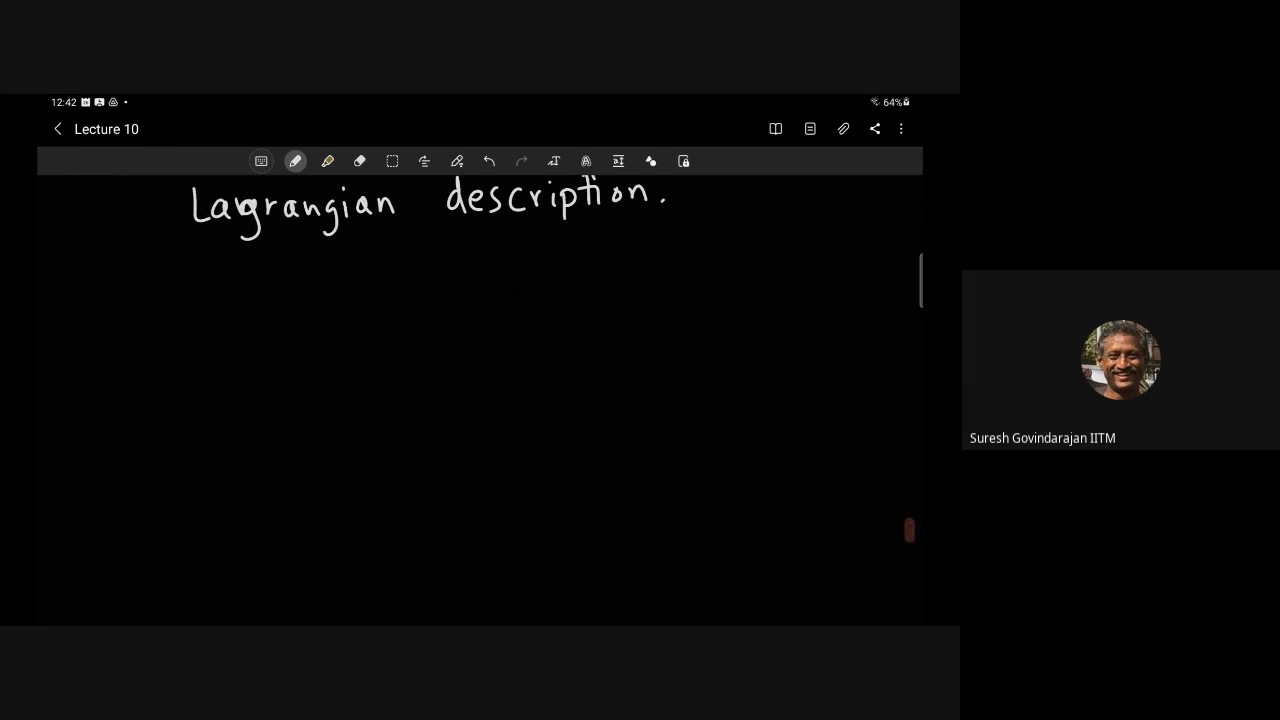 12:42
64%
Lecture 10
Lagrangian description.
Suresh Govindarajan IITM